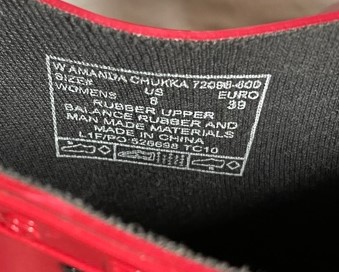 W AMANDA CHUKKA 72096-600
SIZE# US EURO
WOMENS 8 39
RUBBER UPPER
BALANCE RUBBER AND
MAN MADE MATERIALS
MADE IN CHINA
L1F/PO:526698 TC10